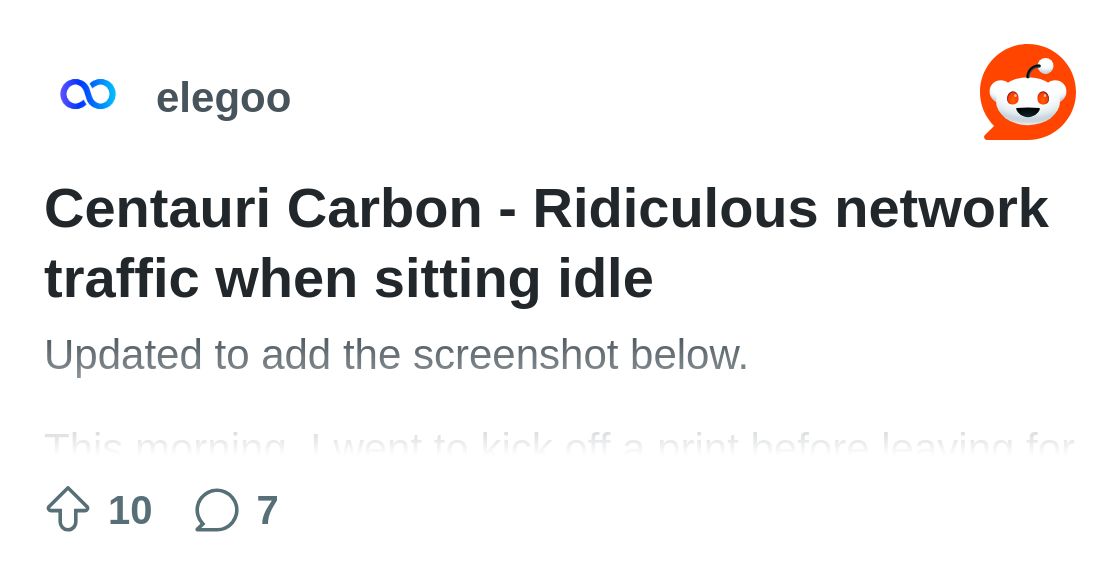 elegoo
Centauri Carbon - Ridiculous network
traffic when sitting idle
Updated to add the screenshot below.
This morning, I went to kick off a print before leaving for
10
7